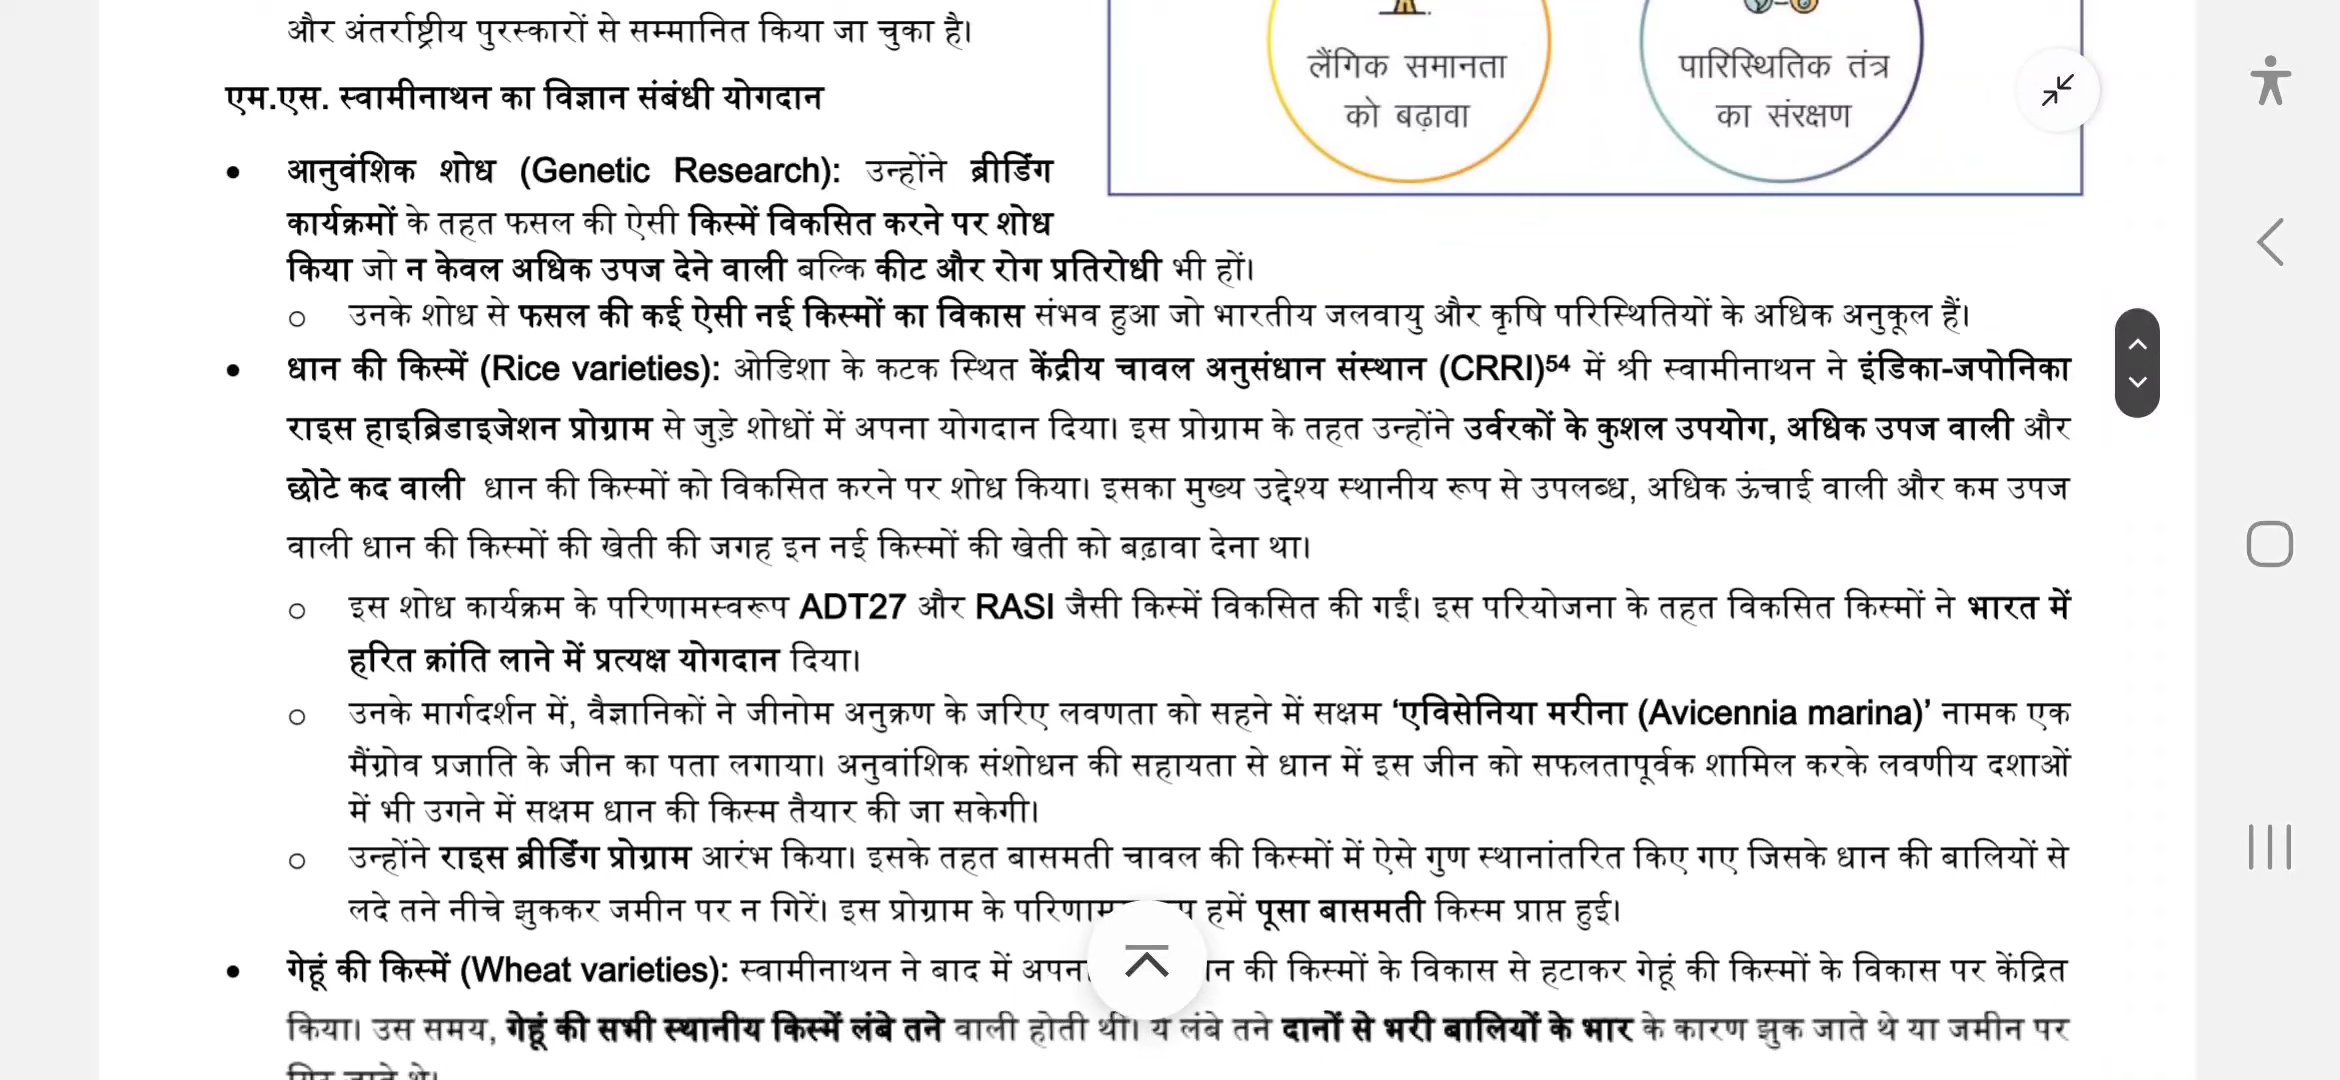 और अंतर्राष्ट्रीय पुरस्कारों से सम्मानित किया जा चुका है।
लैंगिक समानता
को बढ़ावा
पारिस्थितिक तंत्र
का संरक्षण
एम.एस. स्वामीनाथन का विज्ञान संबंधी योगदान
• आनुवंशिक शोध (Genetic Research): उन्होंने ब्रीडिंग
कार्यक्रमों के तहत फसल की ऐसी किस्में विकसित करने पर शोध
किया जो न केवल अधिक उपज देने वाली बल्कि कीट और रोग प्रतिरोधी भी हों।
○ उनके शोध से फसल की कई ऐसी नई किस्मों का विकास संभव हुआ जो भारतीय जलवायु और कृषि परिस्थितियों के अधिक अनुकूल हैं।
• धान की किस्में (Rice varieties): ओडिशा के कटक स्थित केंद्रीय चावल अनुसंधान संस्थान (CRRI)54 में श्री स्वामीनाथन ने इंडिका-जपोनिका
राइस हाइब्रिडाइजेशन प्रोग्राम से जुड़े शोधों में अपना योगदान दिया। इस प्रोग्राम के तहत उन्होंने उर्वरकों के कुशल उपयोग, अधिक उपज वाली और
छोटे कद वाली धान की किस्मों को विकसित करने पर शोध किया। इसका मुख्य उद्देश्य स्थानीय रूप से उपलब्ध, अधिक ऊंचाई वाली और कम उपज
वाली धान की किस्मों की खेती की जगह इन नई किस्मों की खेती को बढ़ावा देना था।
○ इस शोध कार्यक्रम के परिणामस्वरूप ADT27 और RASI जैसी किस्में विकसित की गईं। इस परियोजना के तहत विकसित किस्मों ने भारत में
हरित क्रांति लाने में प्रत्यक्ष योगदान दिया।
○ उनके मार्गदर्शन में, वैज्ञानिकों ने जीनोम अनुक्रण के जरिए लवणता को सहने में सक्षम ‘एविसेनिया मरीना (Avicennia marina)’ नामक एक
मैंग्रोव प्रजाति के जीन का पता लगाया। अनुवांशिक संशोधन की सहायता से धान में इस जीन को सफलतापूर्वक शामिल करके लवणीय दशाओं
में भी उगने में सक्षम धान की किस्म तैयार की जा सकेगी।
○ उन्होंने राइस ब्रीडिंग प्रोग्राम आरंभ किया। इसके तहत बासमती चावल की किस्मों में ऐसे गुण स्थानांतरित किए गए जिसके धान की बालियों से
लदे तने नीचे झुककर जमीन पर न गिरें। इस प्रोग्राम के हमें पूसा बासमती किस्म प्राप्त हुई।
• गेहूं की किस्में (Wheat varieties): स्वामीनाथन ने बाद में की किस्मों के विकास से हटाकर गेहूं की किस्मों के विकास पर केंद्रित
किया। उस समय, गेहूं की सभी स्थानीय किस्में लंबे तने वाली होती थी। ये लंबे तने दानों से भरी बालियों के भार के कारण झुक जाते थे या जमीन पर